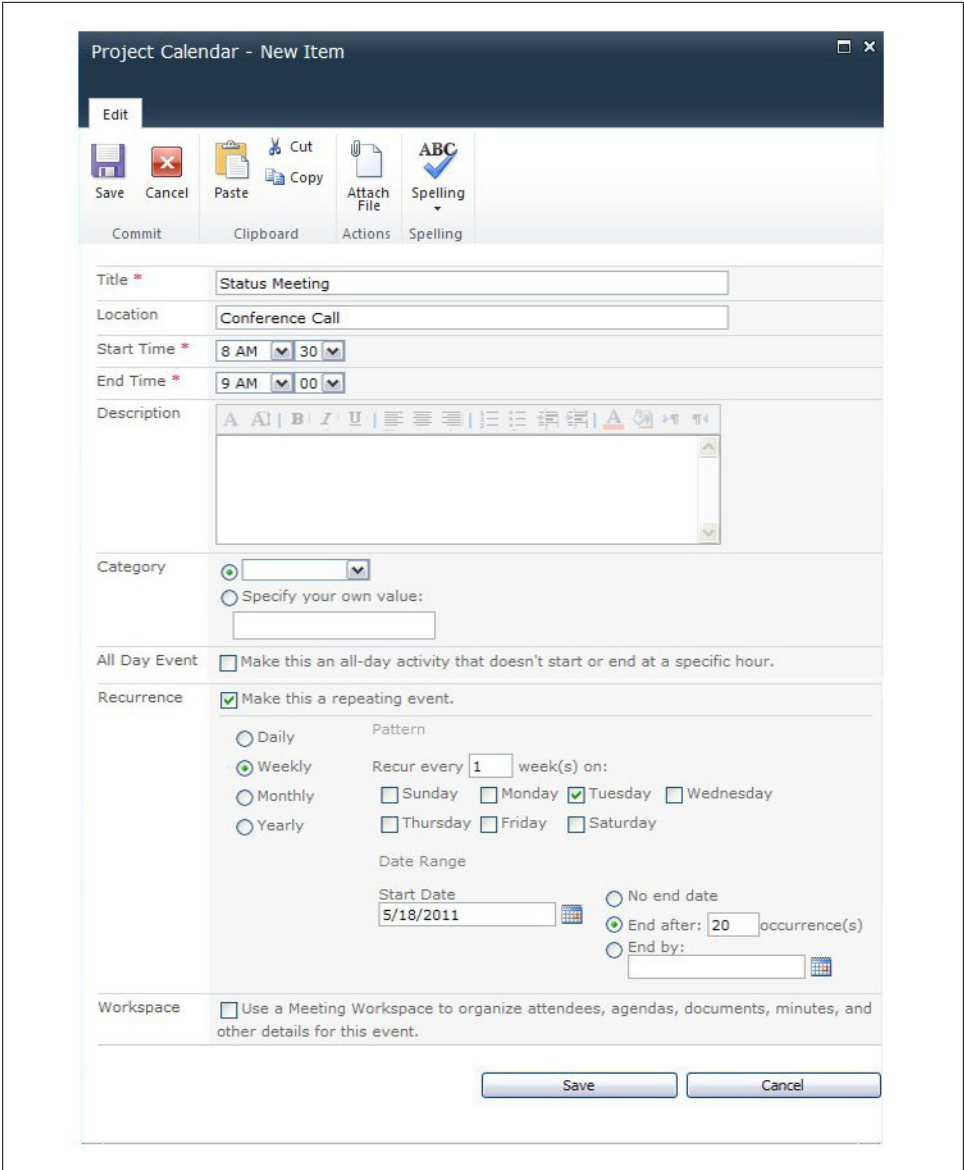 Project Calendar - New Item
Edit
Save
Cancel
Paste
Cut
Copy
Attach File
ABC
Spelling
Commit
Clipboard
Actions
Spelling
Title *
Status Meeting
Location
Conference Call
Start Time *
8 AM 30
End Time *
9 AM 00
Description
A A B I U A
Category
Specify your own value:
All Day Event
Make this an all-day activity that doesn't start or end at a specific hour.
Recurrence
Make this a repeating event.
Daily
Weekly
Monthly
Yearly
Pattern
Recur every 1 week(s) on:
Sunday Monday Tuesday Wednesday
Thursday Friday Saturday
Date Range
Start Date
5/18/2011
No end date
End after: 20 occurrence(s)
End by:
Workspace
Use a Meeting Workspace to organize attendees, agendas, documents, minutes, and
other details for this event.
Save
Cancel